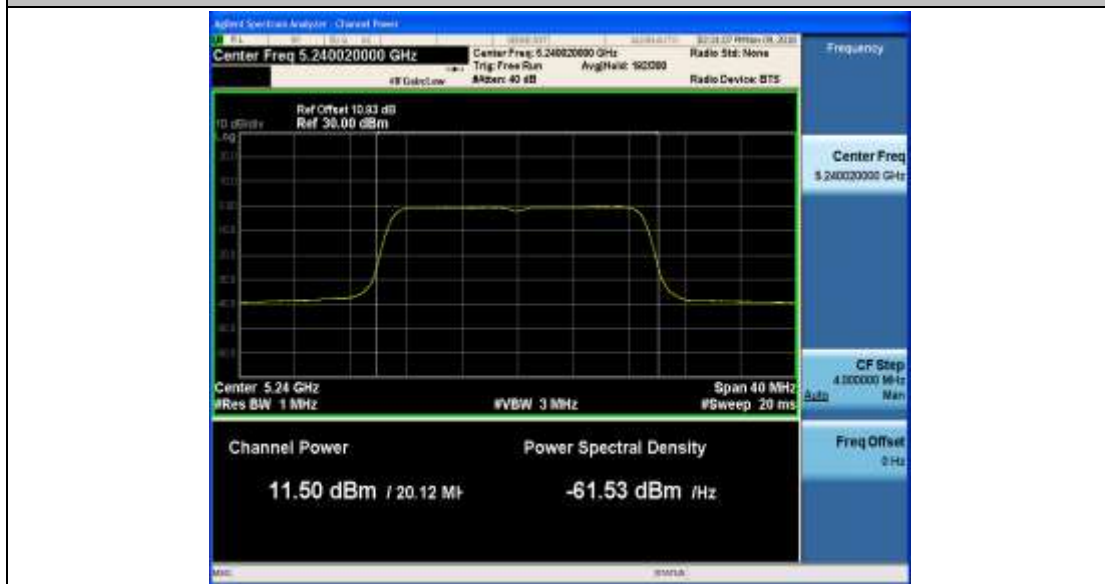 Agilent Spectrum Analyzer - Channel Power
Center Freq 5.240020000 GHz
Center Freq: 5.240020000 GHz
Trig: Free Run
#Atten: 40 dB
#IFGain:Low
Radio Std: None
Radio Device: BTS
Frequency
Ref Offset 10.93 dB
10 dB/div
Ref 30.00 dBm
Log
Center Freq
5.240020000 GHz
Center 5.24 GHz
Span 40 MHz
#Res BW 1 MHz
#VBW 3 MHz
#Sweep 20 ms
CF Step
4.000000 MHz
Auto
Man
Freq Offset
0 Hz
Channel Power
Power Spectral Density
11.50 dBm / 20.12 MH
-61.53 dBm /Hz
MSG
STATUS